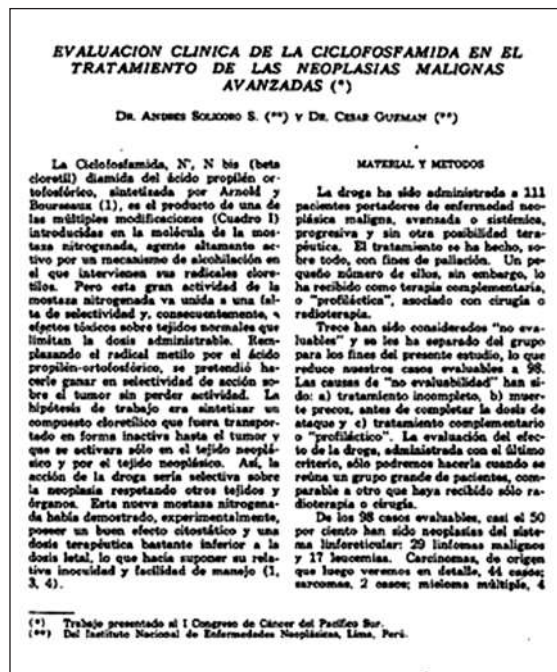 EVALUACION CLINICA DE LA CICLOFOSFAMIDA EN EL
TRATAMIENTO DE LAS NEOPLASIAS MALIGNAS
AVANZADAS (*)
DR. ANDRES SOLIDORO S. (**) Y DR. CESAR GUZMAN (**)
La Ciclofosfamida, N', N bis (beta
cloretil) diamida del ácido propilén or-
tofosfórico, sintetizada por Arnold y
Bourseaux (1), es el producto de una de
las múltiples modificaciones (Cuadro I)
introducidas en la molécula de la mos-
taza nitrogenada, agente altamente ac-
tivo por un mecanismo de alcohilación en
el que intervienen sus radicales clore-
tilos. Pero esta gran actividad de la
mostaza nitrogenada va unida a una fal-
ta de selectividad y, consecuentemente, a
efectos tóxicos sobre tejidos normales que
limitan la dosis administrable. Reem-
plazando el radical metilo por el ácido
propilén-ortofosfórico, se pretendió ha-
cerle ganar en selectividad de acción so-
bre el tumor sin perder actividad. La
hipótesis de trabajo era sintetizar un
compuesto cloretílico que fuera transpor-
tado en forma inactiva hasta el tumor y
que se activara sólo en el tejido neoplá-
sico y por el tejido neoplásico. Así, la
acción de la droga sería selectiva sobre
la neoplasia respetando otros tejidos y
órganos. Esta nueva mostaza nitrogena-
da había demostrado, experimentalmente,
poseer un buen efecto citostático y una
dosis terapéutica bastante inferior a la
dosis letal, lo que hacía suponer su rela-
tiva inocuidad y facilidad de manejo (1,
3, 4).
MATERIAL Y METODOS
La droga ha sido administrada a 111
pacientes portadores de enfermedad neo-
plásica maligna, avanzada o sistémica,
progresiva y sin otra posibilidad tera-
péutica. El tratamiento se ha hecho, so-
bre todo, con fines de paliación. Un pe-
queño número de ellos, sin embargo, lo
ha recibido como terapia complementaria,
o "profiláctica", asociado con cirugía o
radioterapia.
Trece han sido considerados "no eva-
luables" y se les ha separado del grupo
para los fines del presente estudio, lo que
reduce nuestros casos evaluables a 98.
Las causas de "no evaluabilidad" han si-
do: a) tratamiento incompleto, b) muer-
te precoz, antes de completar la dosis de
ataque y c) tratamiento complementario
o "profiláctico". La evaluación del efec-
to de la droga, administrada con el último
criterio, sólo podremos hacerla cuando se
reúna un grupo grande de pacientes, com-
parable a otro que haya recibido sólo ra-
dioterapia o cirugía.
De los 98 casos evaluables, casi el 50
por ciento han sido neoplasias del siste-
ma linforeticular: 29 linfomas malignos
y 17 leucemias. Carcinomas, de origen
que luego veremos en detalle, 44 casos;
sarcomas, 2 casos; mieloma múltiple, 4
(*) Trabajo presentado al I Congreso de Cáncer del Pacífico Sur.
(**) Del Instituto Nacional de Enfermedades Neoplásicas, Lima, Perú.